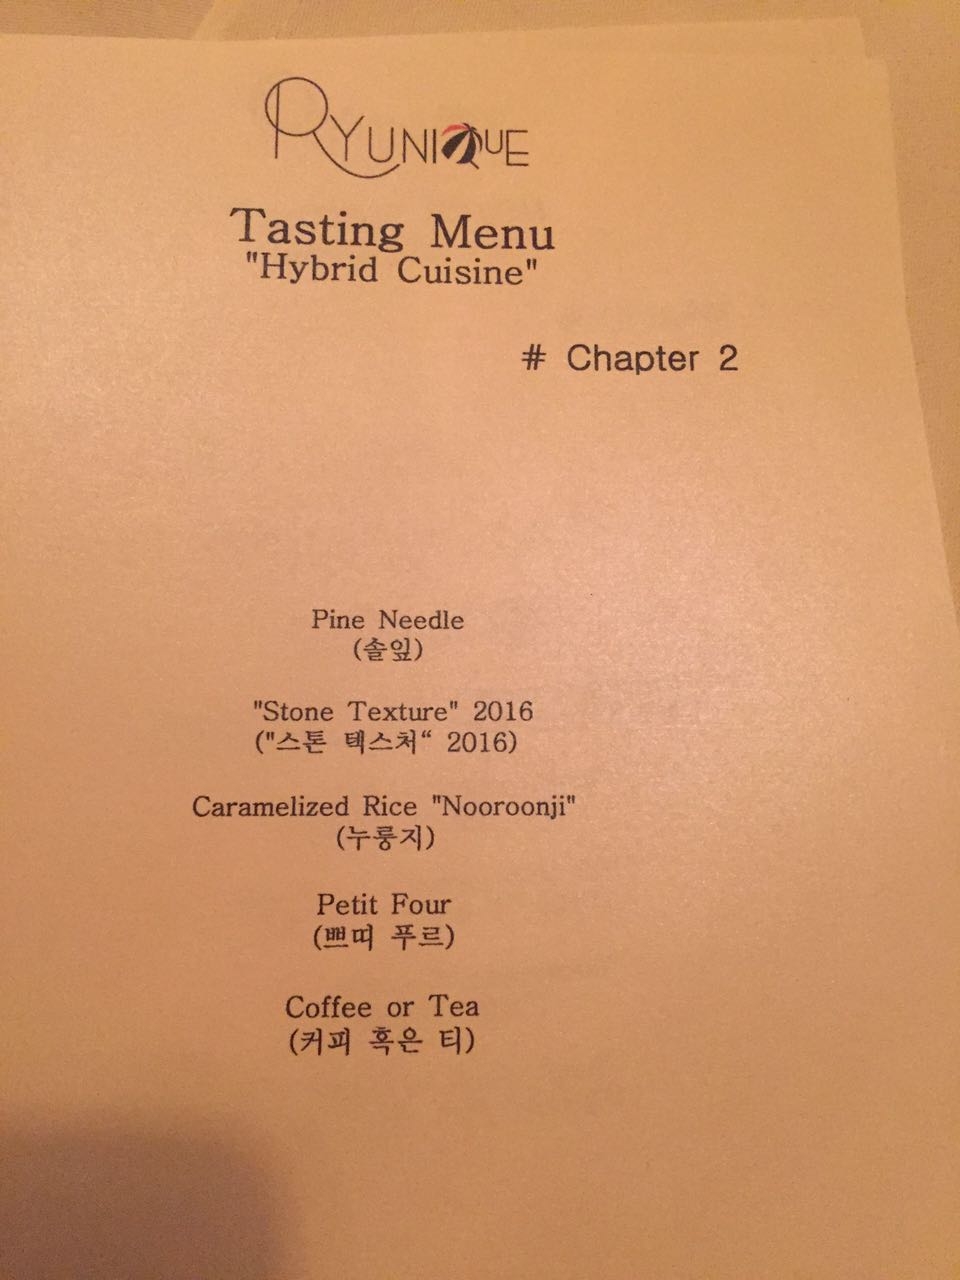 RYUNIQUE
Tasting Menu
"Hybrid Cuisine"
# Chapter 2
Pine Needle
(솔잎)
"Stone Texture" 2016
("스톤 텍스처“ 2016)
Caramelized Rice "Nooroonji"
(누룽지)
Petit Four
(쁘띠 푸르)
Coffee or Tea
(커피 혹은 티)